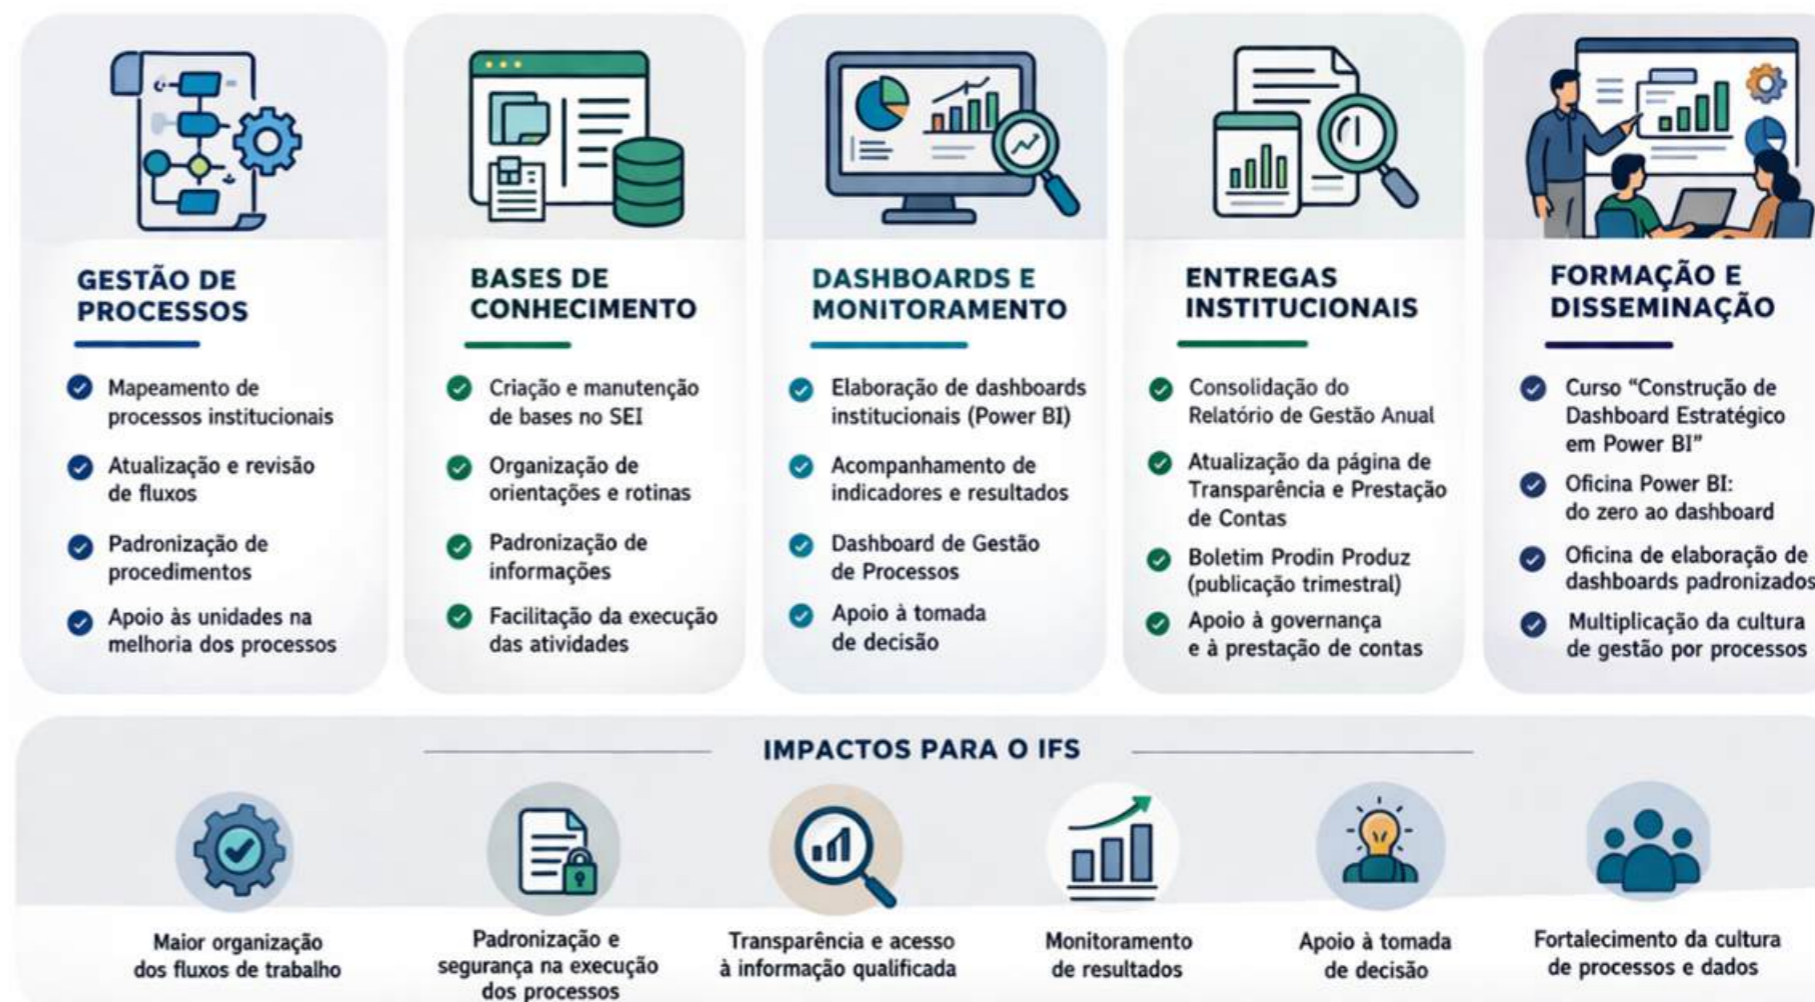 GESTÃO DE
PROCESSOS
Mapeamento de
processos institucionais
Atualização e revisão
de fluxos
Padronização de
procedimentos
Apoio às unidades na
melhoria dos processos
BASES DE
CONHECIMENTO
Criação e manutenção
de bases no SEI
Organização de
orientações e rotinas
Padronização de
informações
Facilitação da execução
das atividades
DASHBOARDS E
MONITORAMENTO
Elaboração de dashboards
institucionais (Power BI)
Acompanhamento de
indicadores e resultados
Dashboard de Gestão
de Processos
Apoio à tomada
de decisão
ENTREGAS
INSTITUCIONAIS
Consolidação do
Relatório de Gestão Anual
Atualização da página de
Transparência e Prestação
de Contas
Boletim Prodin Produz
(publicação trimestral)
Apoio à governança
e à prestação de contas
FORMAÇÃO E
DISSEMINAÇÃO
Curso “Construção de
Dashboard Estratégico
em Power BI”
Oficina Power BI:
do zero ao dashboard
Oficina de elaboração de
dashboards padronizados
Multiplicação da cultura
de gestão por processos
IMPACTOS PARA O IFS
Maior organização
dos fluxos de trabalho
Padronização e
segurança na execução
dos processos
Transparência e acesso
à informação qualificada
Monitoramento
de resultados
Apoio à tomada
de decisão
Fortalecimento da cultura
de processos e dados